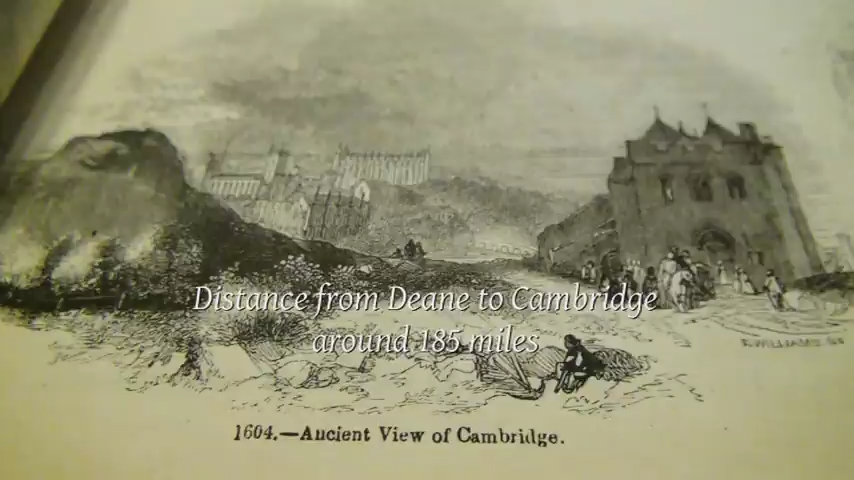 Distance from Deane to Cambridge
around 185 miles
1604.—Ancient View of Cambridge.